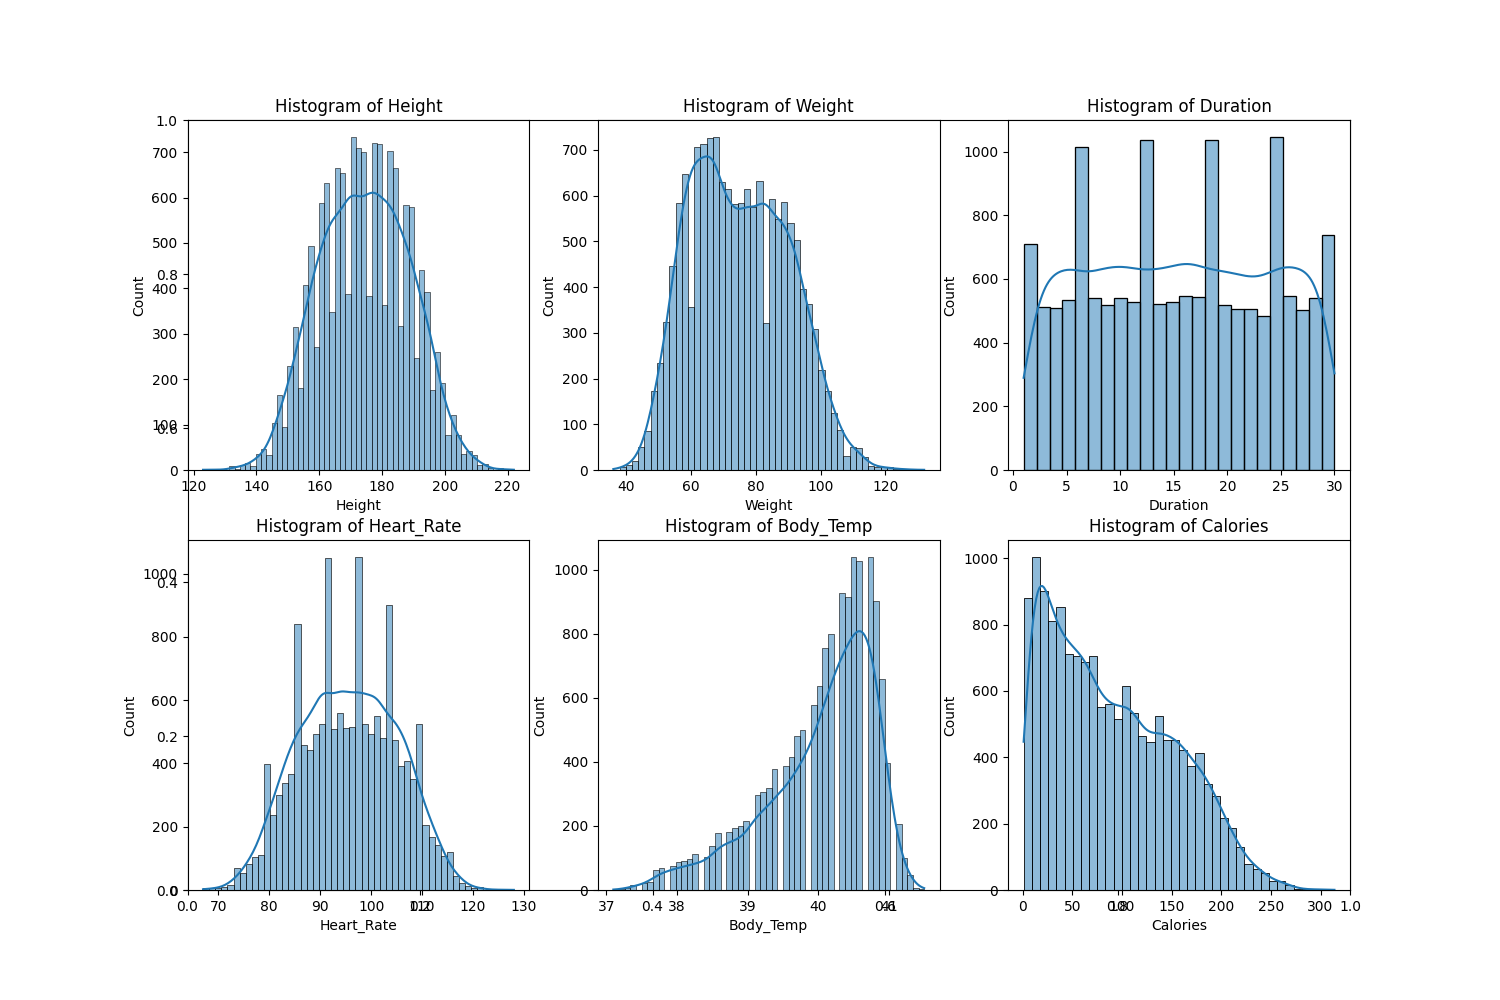 Histogram of Height
Histogram of Weight
Histogram of Duration
1.0
700
600
500
0.8
400
300
200
100
0.6
0
Count
120 140 160 180 200 220
Height
700
600
500
400
300
200
100
0
Count
40 60 80 100 120
Weight
1000
800
600
400
200
0
Count
0 5 10 15 20 25 30
Duration
Histogram of Heart_Rate
Histogram of Body_Temp
Histogram of Calories
1000
0.4
800
600
0.2
400
200
0.0
0
Count
0.0 70 80 90 100 110 0.2 120 130
Heart_Rate
1000
800
600
400
200
0
Count
37 0.4 38 39 40 0.6 41
Body_Temp
1000
800
600
400
200
0
Count
0 50 0.8 100 150 200 250 300 1.0
Calories